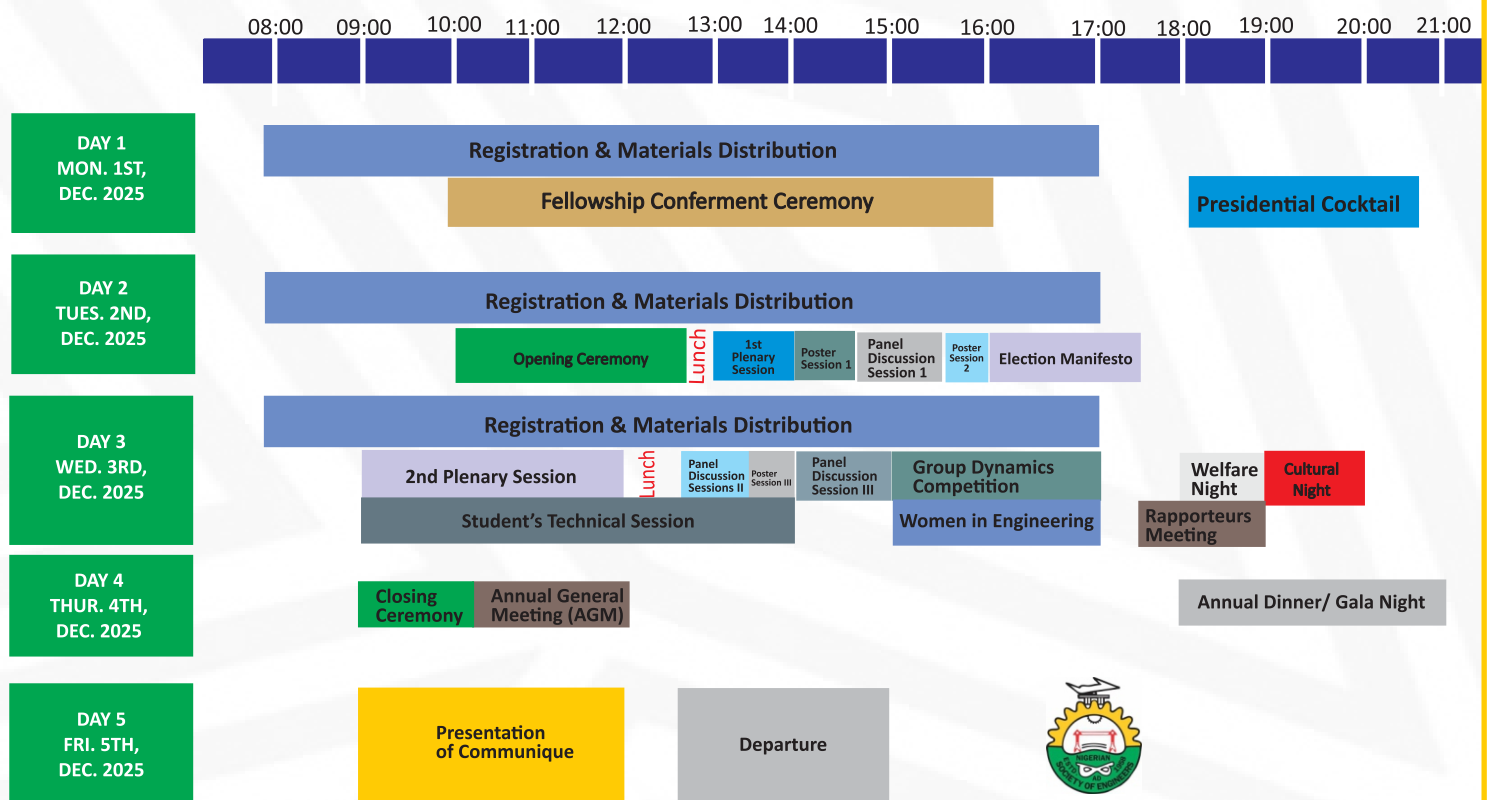 08:00 09:00 10:00 11:00 12:00 13:00 14:00 15:00 16:00 17:00 18:00 19:00 20:00 21:00
DAY 1
MON. 1ST,
DEC. 2025
Registration & Materials Distribution
Fellowship Conferment Ceremony
Presidential Cocktail
DAY 2
TUES. 2ND,
DEC. 2025
Registration & Materials Distribution
Opening Ceremony
Lunch
1st
Plenary
Session
Poster
Session 1
Panel
Discussion
Session 1
Poster
Session
2
Election Manifesto
DAY 3
WED. 3RD,
DEC. 2025
Registration & Materials Distribution
2nd Plenary Session
Lunch
Panel
Discussion
Sessions II
Poster
Session III
Panel
Discussion
Session III
Group Dynamics
Competition
Welfare
Night
Cultural
Night
Student’s Technical Session
Women in Engineering
Rapporteurs
Meeting
DAY 4
THUR. 4TH,
DEC. 2025
Closing
Ceremony
Annual General
Meeting (AGM)
Annual Dinner/ Gala Night
DAY 5
FRI. 5TH,
DEC. 2025
Presentation
of Communique
Departure
NIGERIAN
ESTD AD 1958
SOCIETY OF ENGINEERS